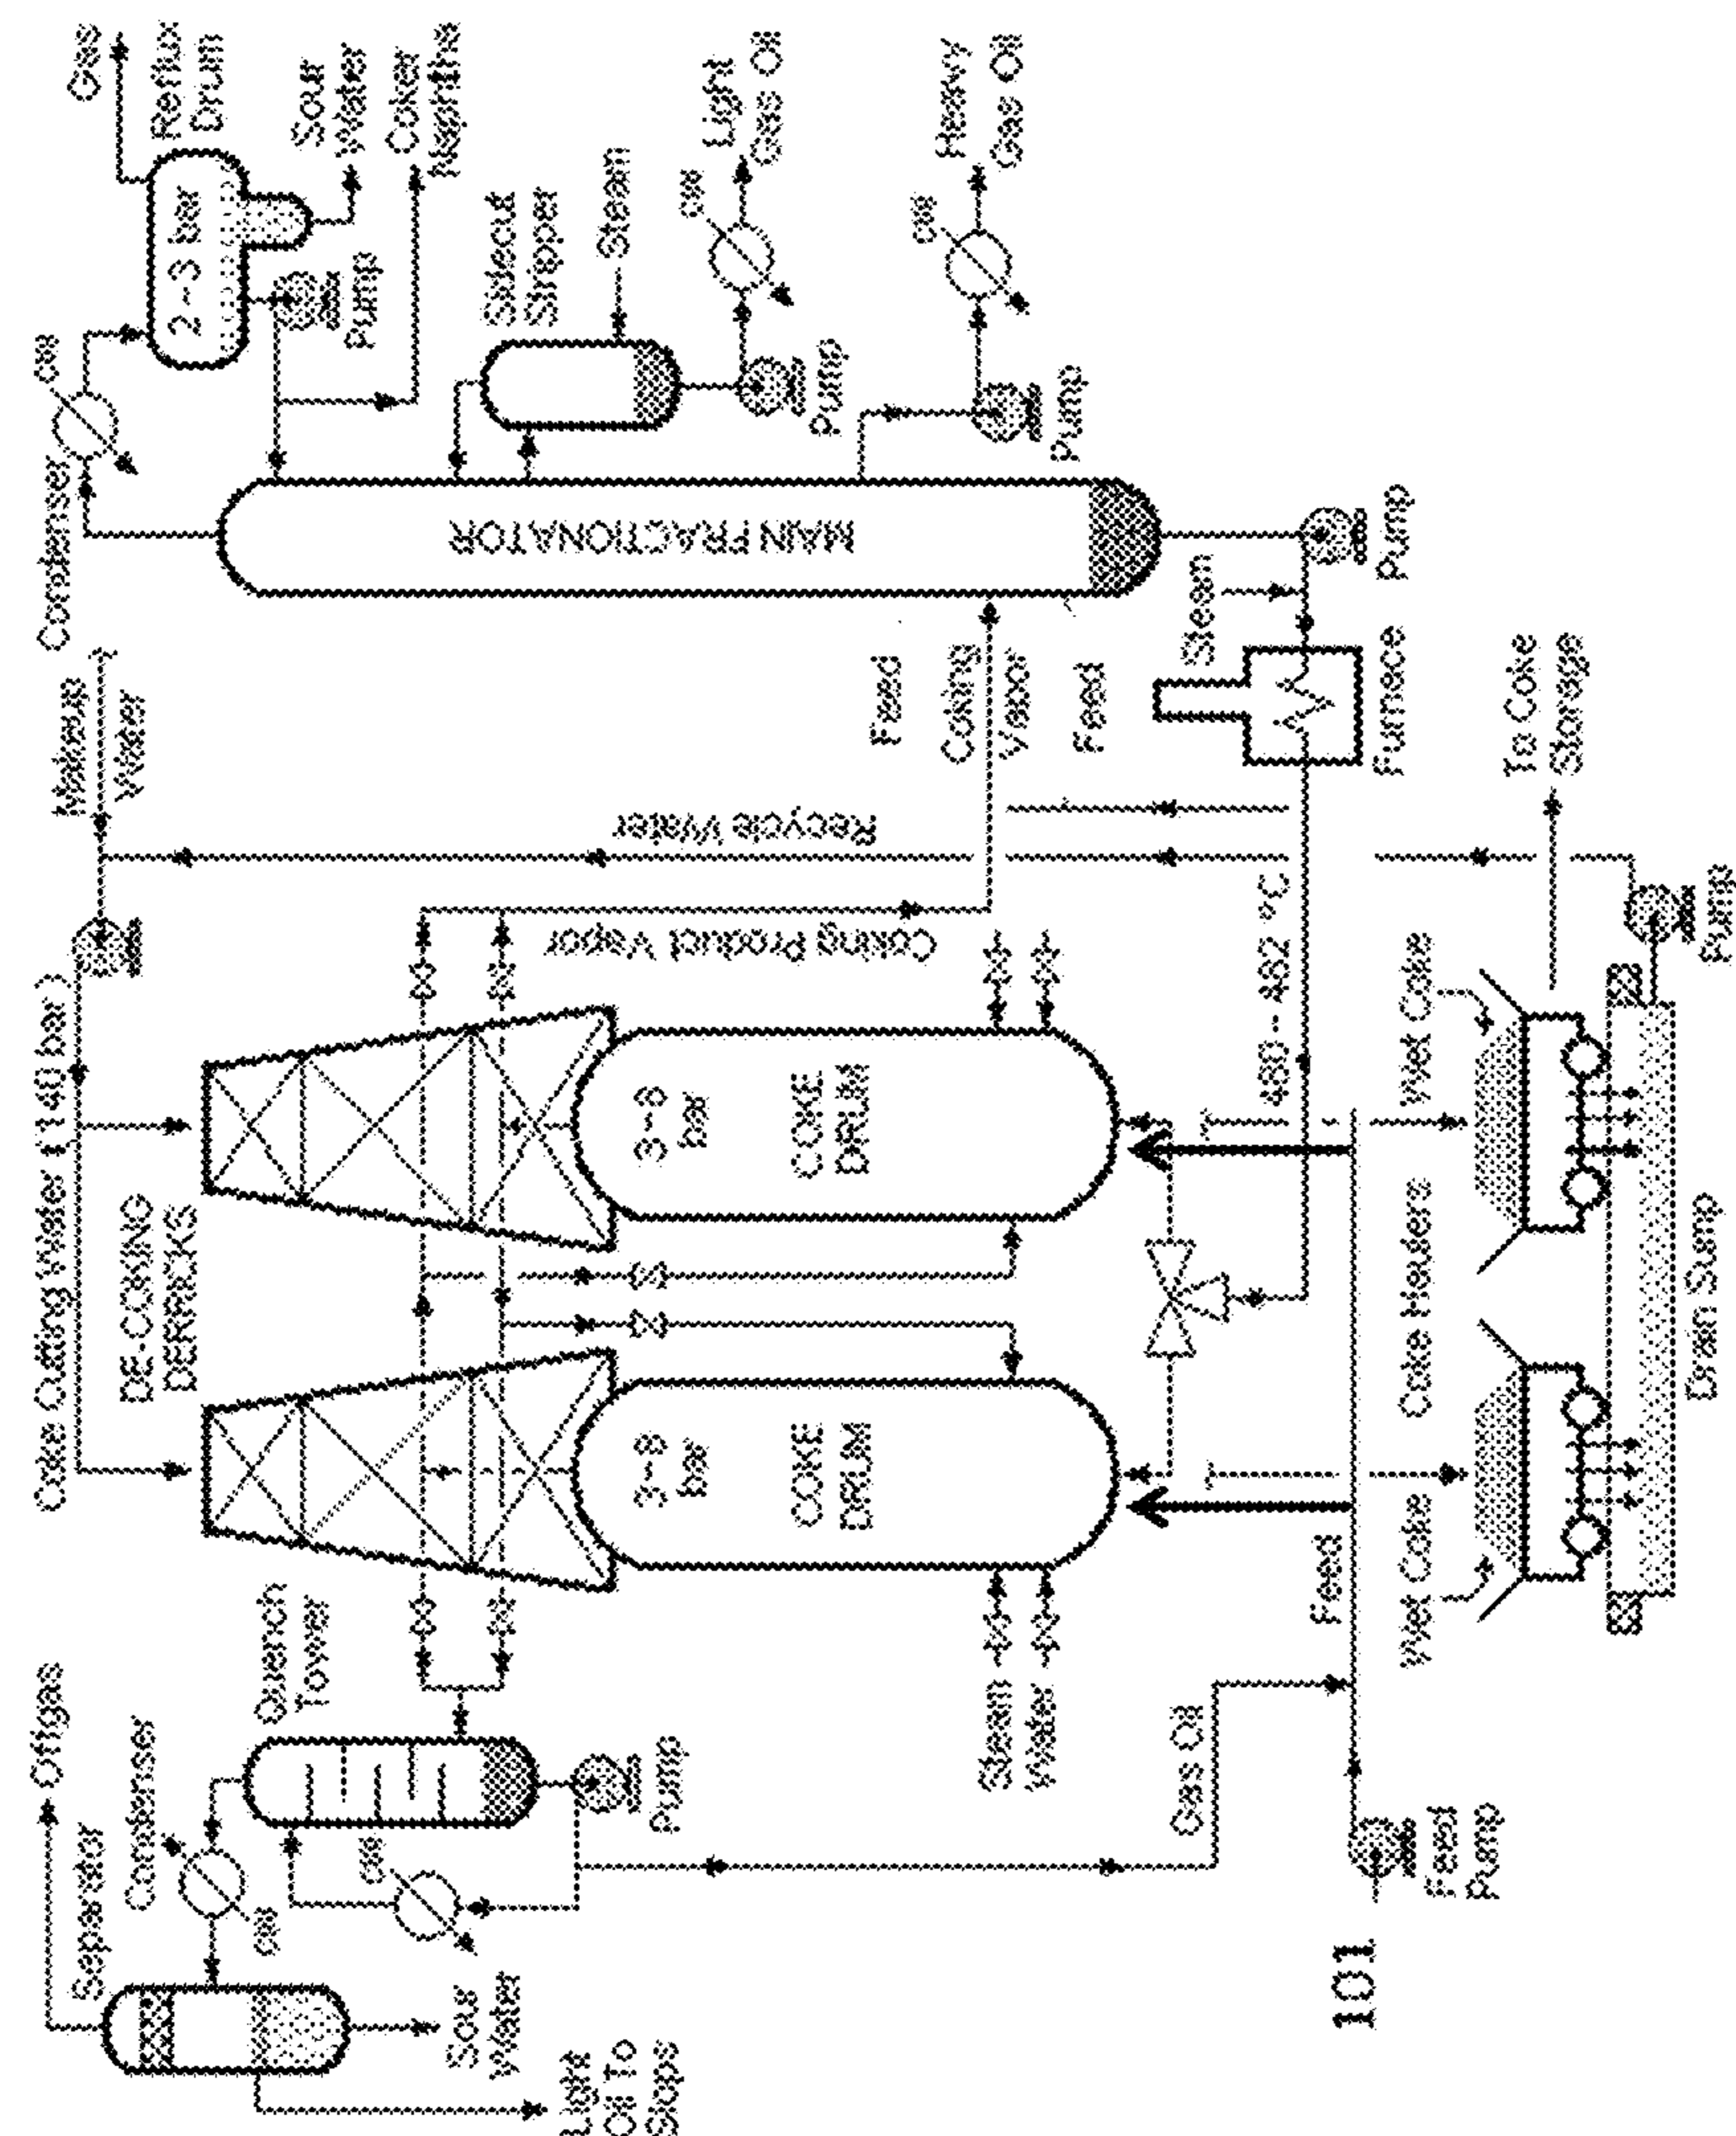 Offgas
Separator
Condenser
CW
Quench
Tower
CW
Sour
Water
Light
Oil To
Slops
Pump
Coke Cutting Water (140 bar)
DE-COKING
DERRICKS
Makeup
Water
Condenser
CW
Gas
Reflux
Drum
2-3 bar
Sour
Water
Coker
Naphtha
Pump
Sidecut
Stripper
Steam
CW
Light
Gas Oil
Pump
CW
Heavy
Gas Oil
Pump
MAIN FRACTIONATOR
Recycle Water
Coking Product Vapor
3-8
bar
COKE
DRUM
3-8
bar
COKE
DRUM
Feed
Coking
Vapor
Feed
Steam
Water
Steam
Pump
Furnace
480 - 482 °C
Gas Oil
Feed
101
Feed
Pump
Wet Coke
Coke Haulers
Wet Coke
To Coke
Storage
Drain Sump
Pump